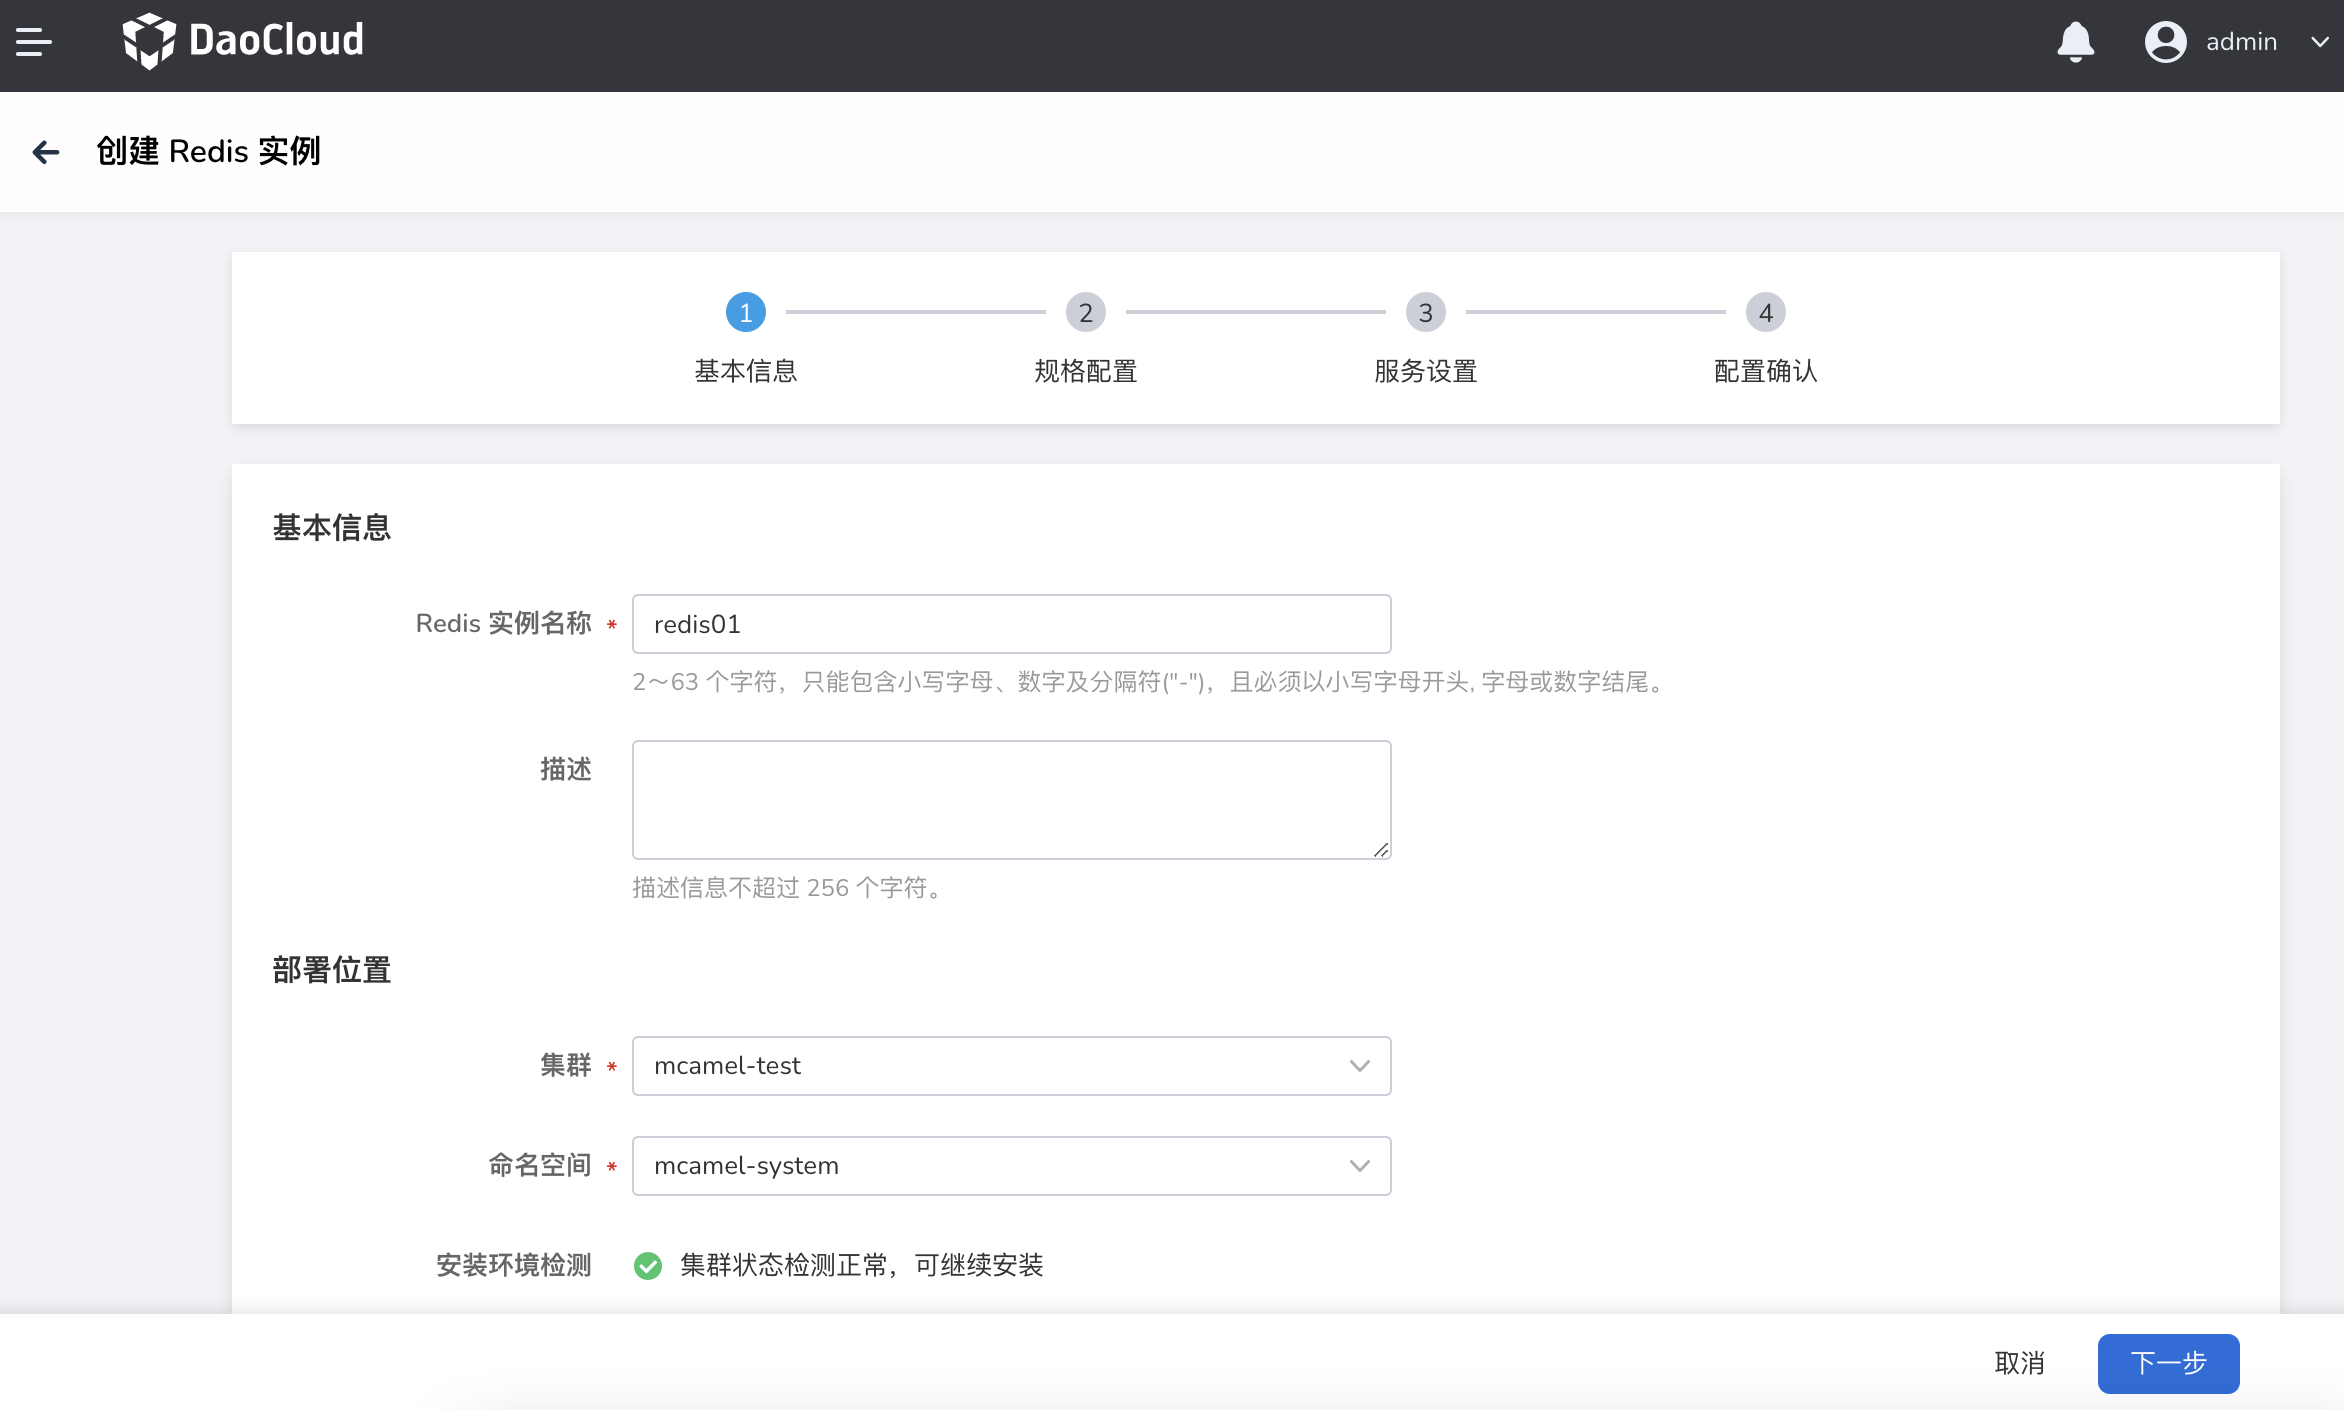 DaoCloud
admin
创建 Redis 实例
1
2
3
4
基本信息
规格配置
服务设置
配置确认
基本信息
Redis 实例名称 *
redis01
2～63 个字符，只能包含小写字母、数字及分隔符("-")，且必须以小写字母开头, 字母或数字结尾。
描述
描述信息不超过 256 个字符。
部署位置
集群 *
mcamel-test
命名空间 *
mcamel-system
安装环境检测
集群状态检测正常，可继续安装
取消
下一步